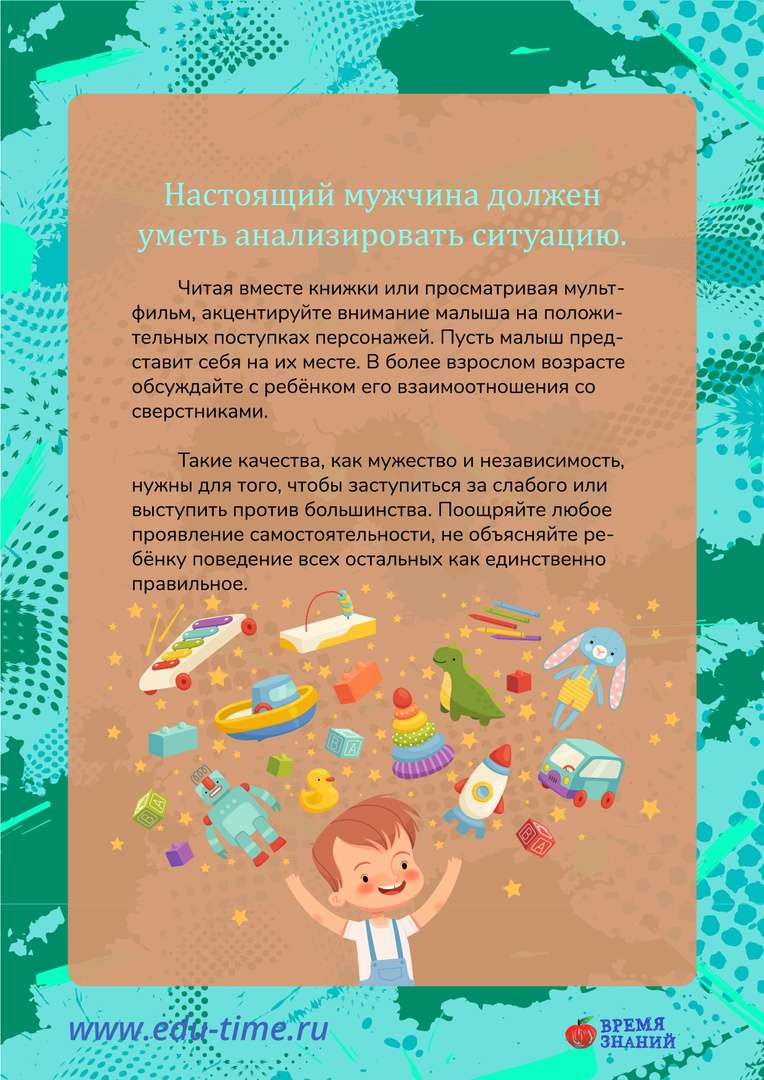 Настоящий мужчина должен
уметь анализировать ситуацию.
Читая вместе книжки или просматривая мульт-
фильм, акцентируйте внимание малыша на положи-
тельных поступках персонажей. Пусть малыш пред-
ставит себя на их месте. В более взрослом возрасте
обсуждайте с ребёнком его взаимоотношения со
сверстниками.
Такие качества, как мужество и независимость,
нужны для того, чтобы заступиться за слабого или
выступить против большинства. Поощряйте любое
проявление самостоятельности, не объясняйте ре-
бёнку поведение всех остальных как единственно
правильное.
www.edu-time.ru
ВРЕМЯ
ЗНАНИЙ